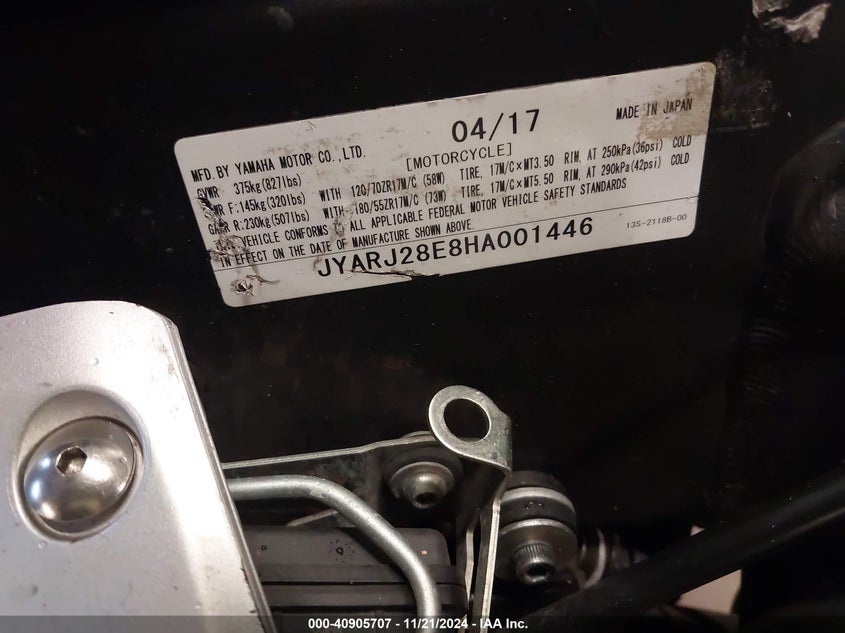 04/17
MADE IN JAPAN
MFD. BY YAMAHA MOTOR CO., LTD.
[MOTORCYCLE]
GVWR 375kg(827lbs)
WR F: 145kg(320lbs) WITH 120/70ZR17M/C (58W) TIRE, 17M/C×MT3.50 RIM, AT 250kPa(36psi) COLD
R: 230kg(507lbs) WITH 180/55ZR17M/C (73W) TIRE, 17M/C×MT5.50 RIM, AT 290kPa(42psi) COLD
VEHICLE CONFORMS ALL APPLICABLE FEDERAL MOTOR VEHICLE SAFETY STANDARDS
IN EFFECT ON THE DATE OF MANUFACTURE SHOWN ABOVE.
13S-2118B-00
JYARJ28E8HA001446
000-40905707 - 11/21/2024 - IAA Inc.